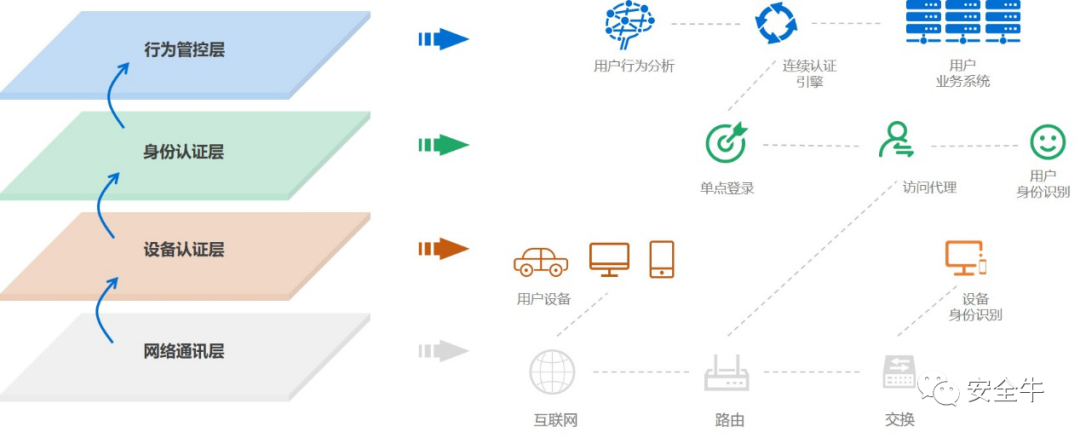 行为管控层
用户行为分析
连续认证
引擎
用户
业务系统
身份认证层
单点登录
访问代理
用户
身份识别
设备认证层
用户设备
设备
身份识别
网络通讯层
互联网
路由
交换
安全牛